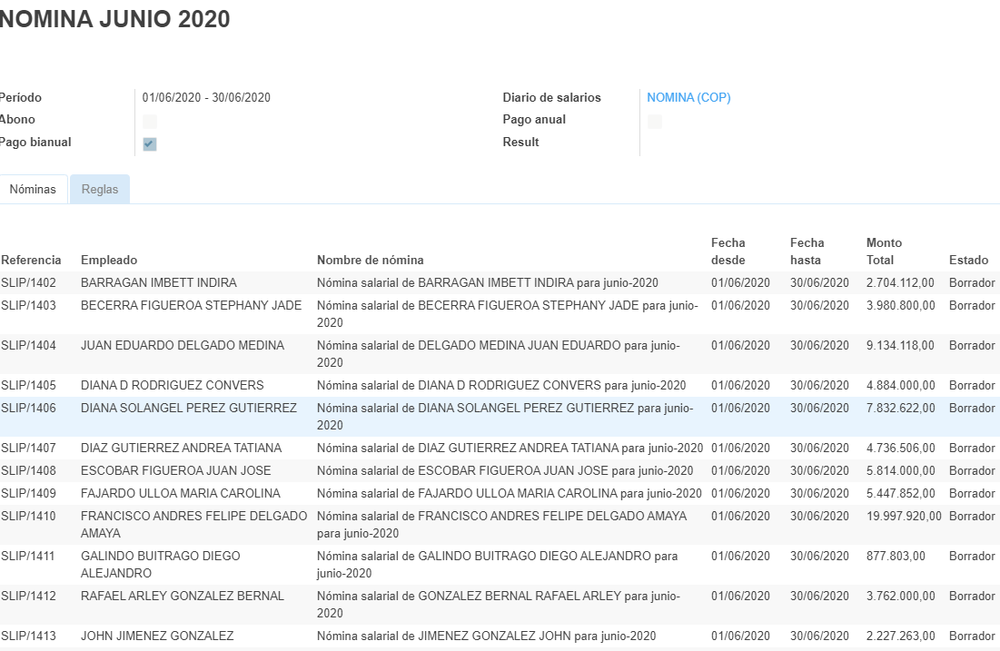 NOMINA JUNIO 2020
Período 01/06/2020 - 30/06/2020 Diario de salarios NOMINA (COP)
Abono Pago anual
Pago bianual Result
Nóminas Reglas
Fecha Fecha Monto
Referencia Empleado Nombre de nómina desde hasta Total Estado
SLIP/1402 BARRAGAN IMBETT INDIRA Nómina salarial de BARRAGAN IMBETT INDIRA para junio-2020 01/06/2020 30/06/2020 2.704.112,00 Borrador
SLIP/1403 BECERRA FIGUEROA STEPHANY JADE Nómina salarial de BECERRA FIGUEROA STEPHANY JADE para junio- 01/06/2020 30/06/2020 3.980.800,00 Borrador
2020
SLIP/1404 JUAN EDUARDO DELGADO MEDINA Nómina salarial de DELGADO MEDINA JUAN EDUARDO para junio- 01/06/2020 30/06/2020 9.134.118,00 Borrador
2020
SLIP/1405 DIANA D RODRIGUEZ CONVERS Nómina salarial de DIANA D RODRIGUEZ CONVERS para junio-2020 01/06/2020 30/06/2020 4.884.000,00 Borrador
SLIP/1406 DIANA SOLANGEL PEREZ GUTIERREZ Nómina salarial de DIANA SOLANGEL PEREZ GUTIERREZ para junio- 01/06/2020 30/06/2020 7.832.622,00 Borrador
2020
SLIP/1407 DIAZ GUTIERREZ ANDREA TATIANA Nómina salarial de DIAZ GUTIERREZ ANDREA TATIANA para junio-2020 01/06/2020 30/06/2020 4.736.506,00 Borrador
SLIP/1408 ESCOBAR FIGUEROA JUAN JOSE Nómina salarial de ESCOBAR FIGUEROA JUAN JOSE para junio-2020 01/06/2020 30/06/2020 5.814.000,00 Borrador
SLIP/1409 FAJARDO ULLOA MARIA CAROLINA Nómina salarial de FAJARDO ULLOA MARIA CAROLINA para junio-2020 01/06/2020 30/06/2020 5.447.852,00 Borrador
SLIP/1410 FRANCISCO ANDRES FELIPE DELGADO Nómina salarial de FRANCISCO ANDRES FELIPE DELGADO AMAYA 01/06/2020 30/06/2020 19.997.920,00 Borrador
AMAYA para junio-2020
SLIP/1411 GALINDO BUITRAGO DIEGO Nómina salarial de GALINDO BUITRAGO DIEGO ALEJANDRO para 01/06/2020 30/06/2020 877.803,00 Borrador
ALEJANDRO junio-2020
SLIP/1412 RAFAEL ARLEY GONZALEZ BERNAL Nómina salarial de GONZALEZ BERNAL RAFAEL ARLEY para junio- 01/06/2020 30/06/2020 3.762.000,00 Borrador
2020
SLIP/1413 JOHN JIMENEZ GONZALEZ Nómina salarial de JIMENEZ GONZALEZ JOHN para junio-2020 01/06/2020 30/06/2020 2.227.263,00 Borrador